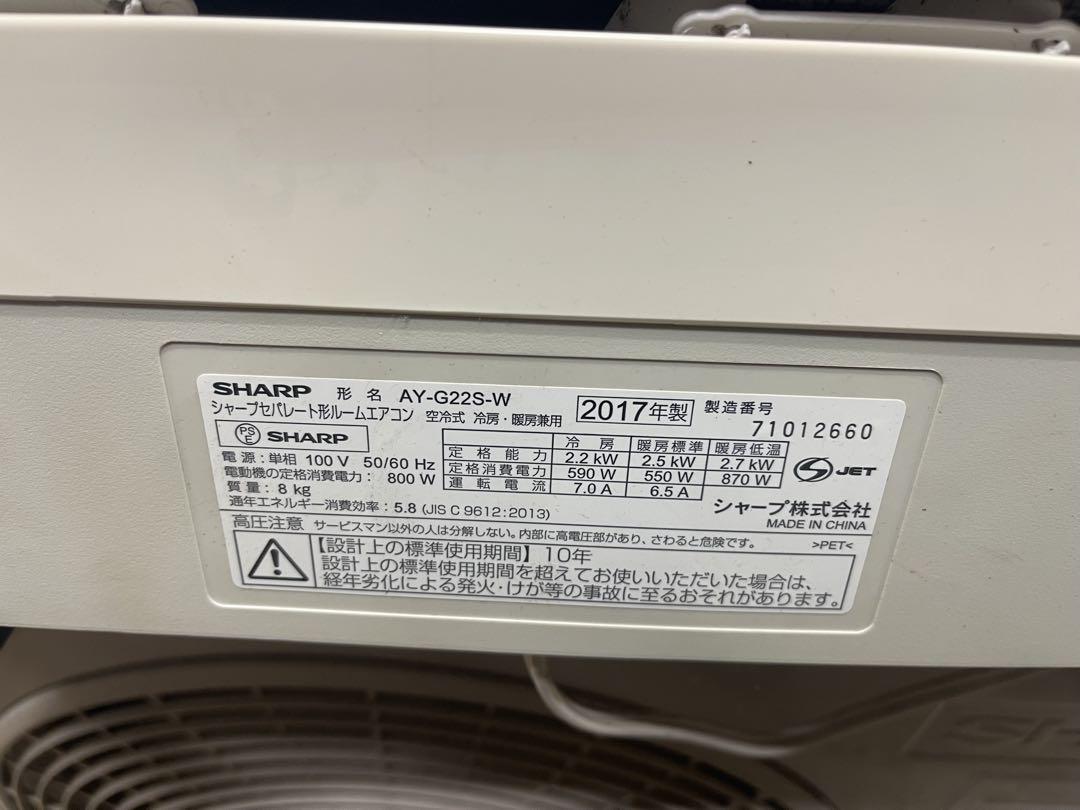 SHARP 形名 AY-G22S-W 2017年製 製造番号
シャープセパレート形ルームエアコン 空冷式 冷房・暖房兼用 71012660
PSE SHARP
冷房 暖房標準 暖房低温
電源:単相 100V 50/60 Hz 定格能力 2.2 kW 2.5 kW 2.7 kW
電動機の定格消費電力: 800 W 定格消費電力 590 W 550 W 870 W
質量: 8 kg 運転電流 7.0 A 6.5 A
JET
通年エネルギー消費効率: 5.8 (JIS C 9612:2013) シャープ株式会社
MADE IN CHINA
高圧注意 サービスマン以外の人は分解しない。内部に高電圧部があり、さわると危険です。 >PET<
【設計上の標準使用期間】10年
設計上の標準使用期間を超えてお使いいただいた場合は、
経年劣化による発火・けが等の事故に至るおそれがあります。